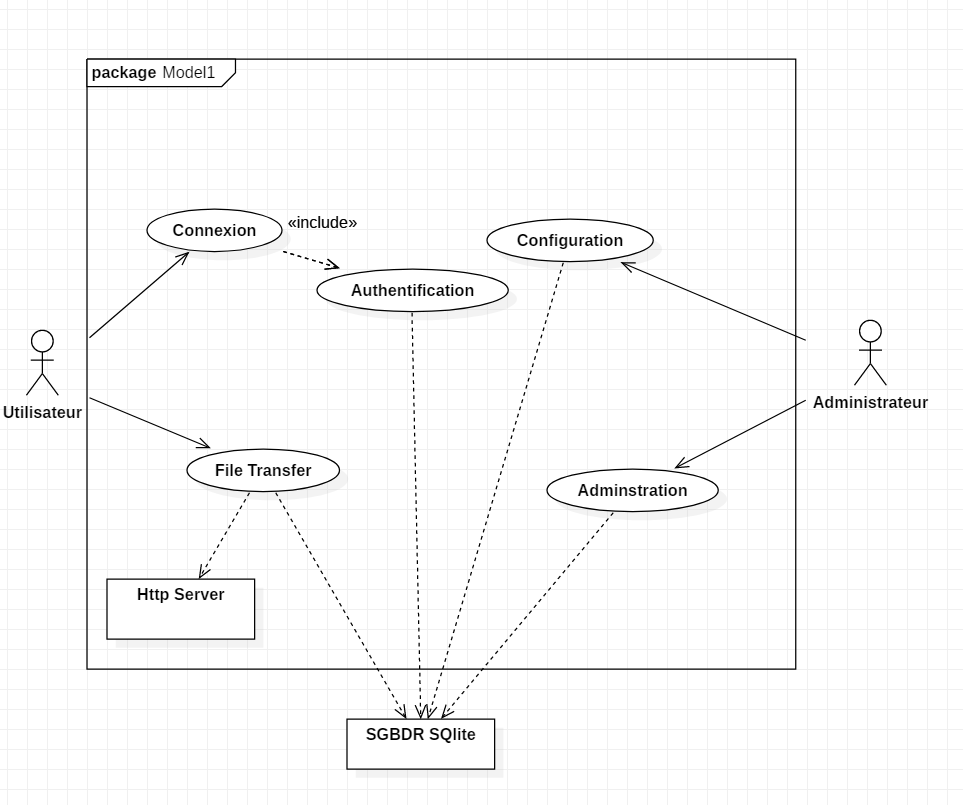 package Model1
Connexion
«include»
Configuration
Authentification
Utilisateur
Administrateur
File Transfer
Adminstration
Http Server
SGBDR SQlite